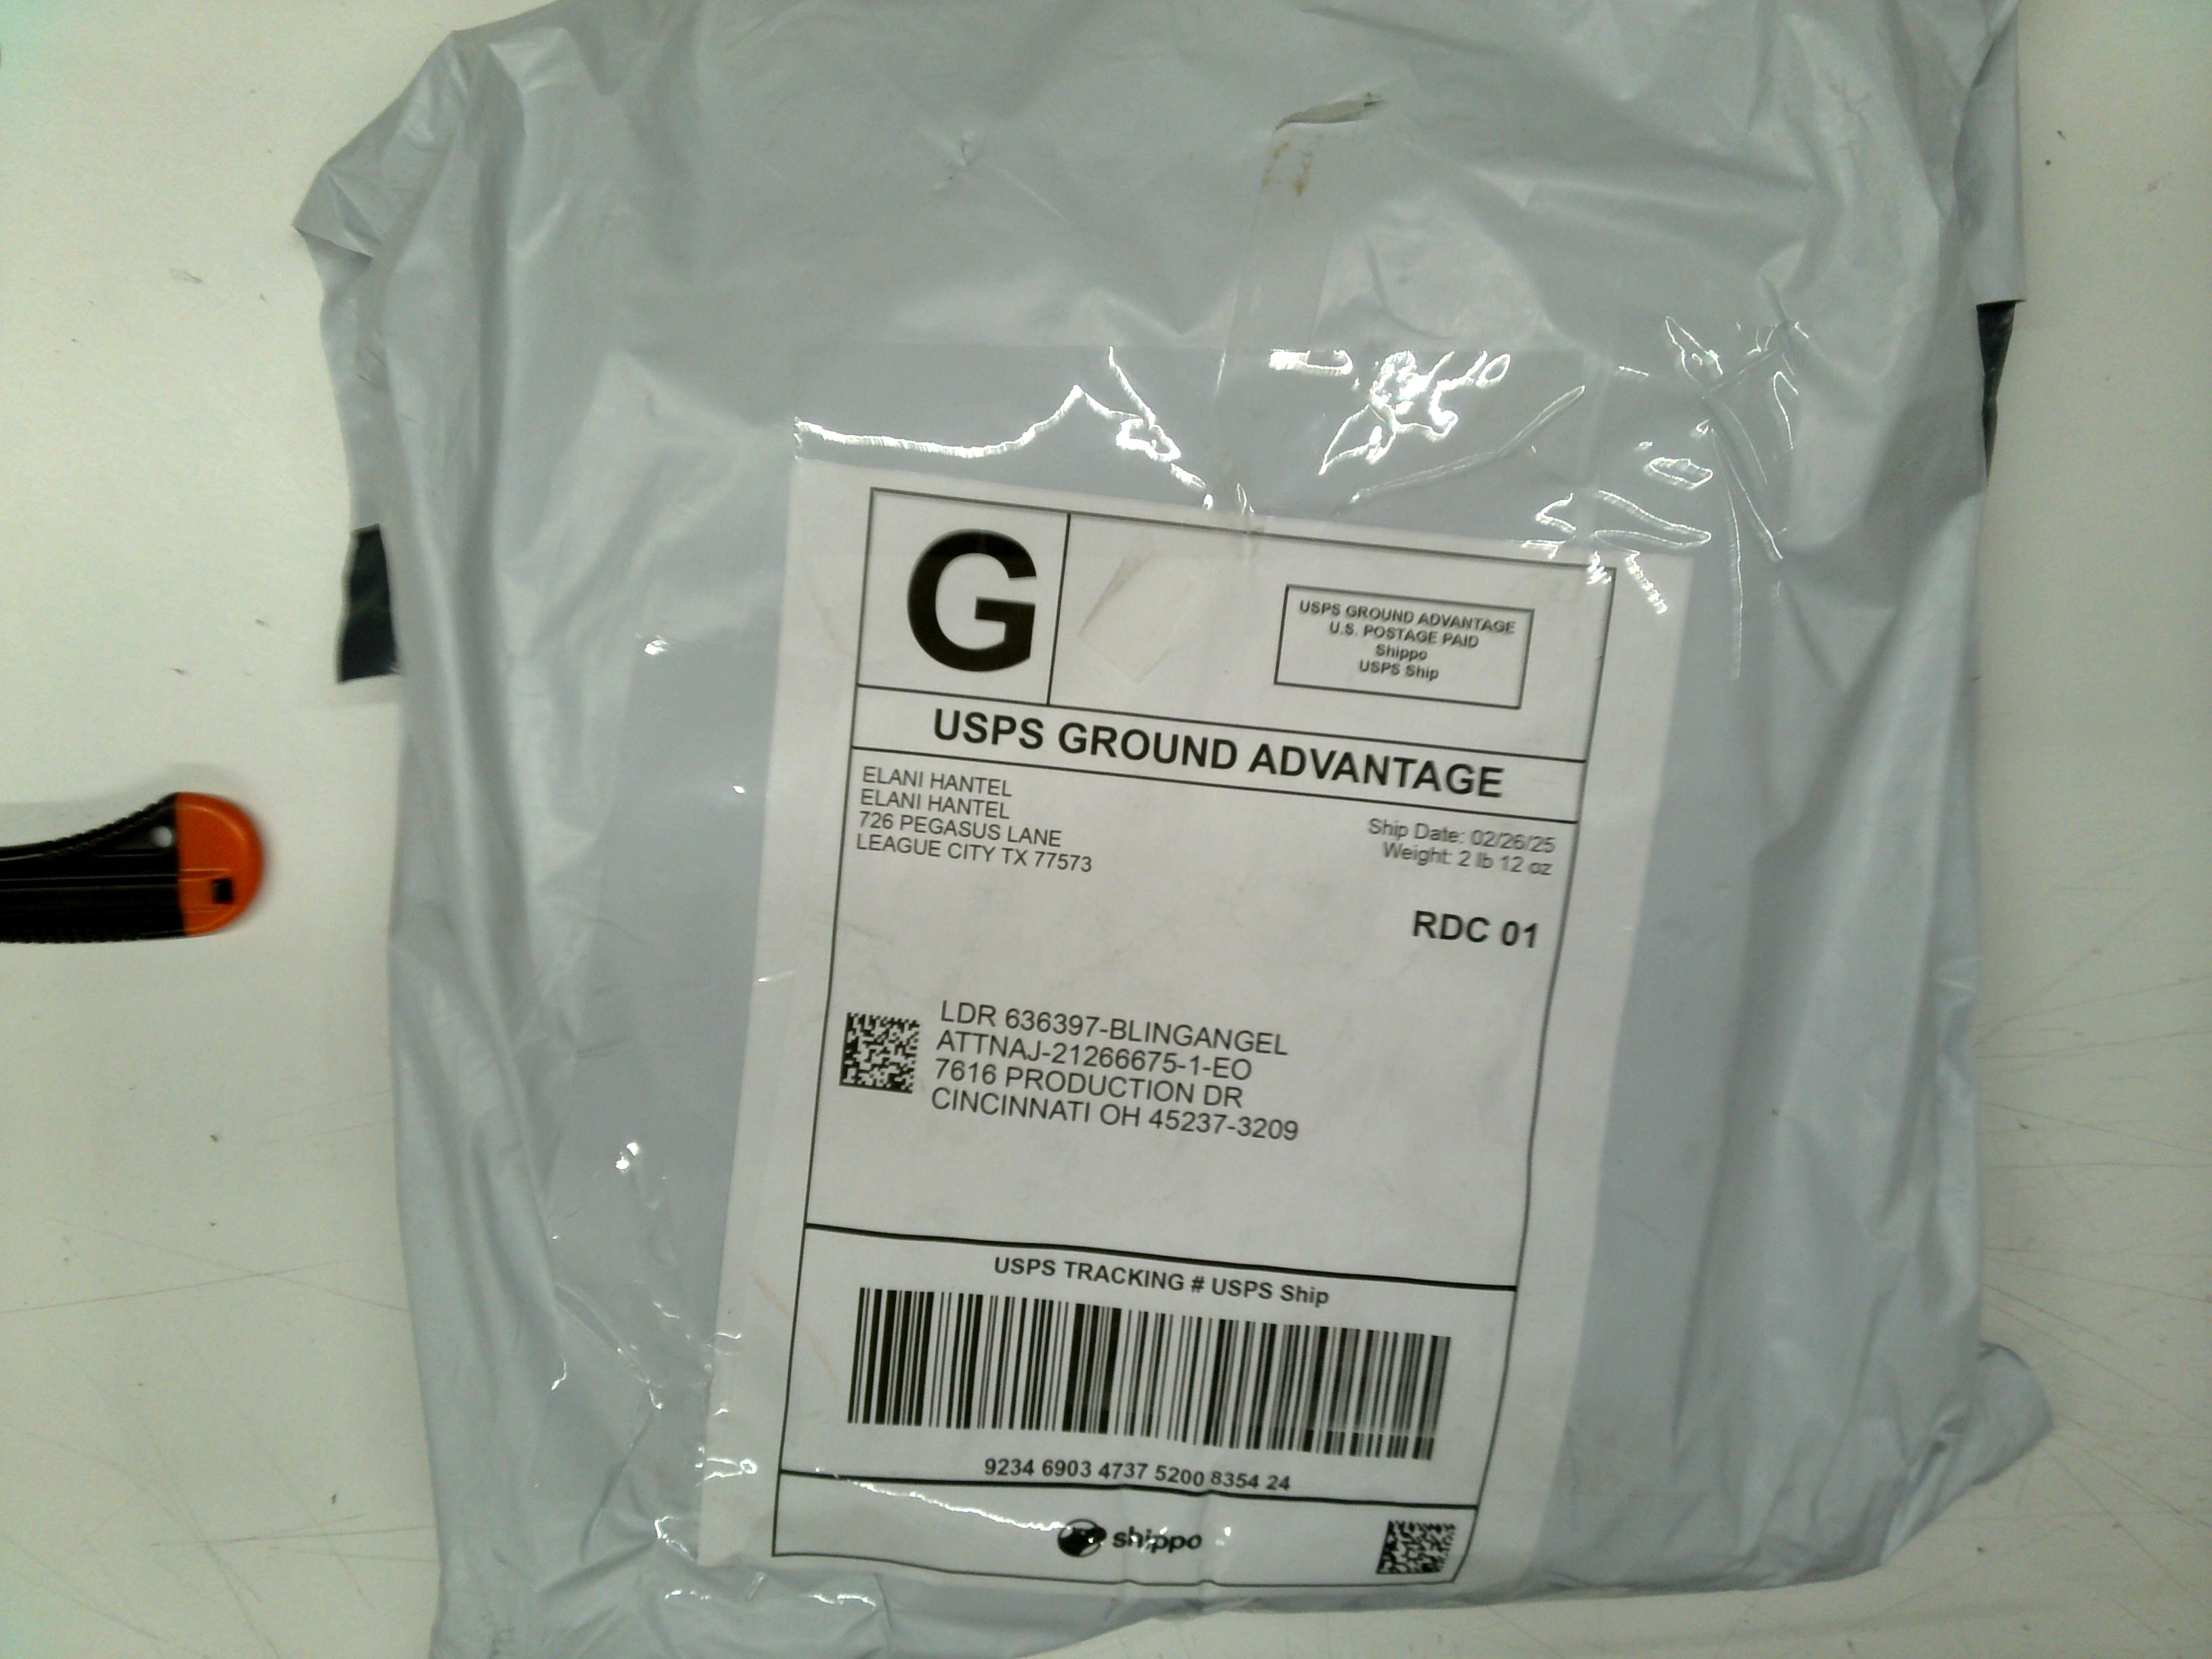 G
USPS GROUND ADVANTAGE
U.S. POSTAGE PAID
Shippo
USPS Ship
USPS GROUND ADVANTAGE
ELANI HANTEL
ELANI HANTEL
726 PEGASUS LANE
LEAGUE CITY TX 77573
Ship Date: 02/26/25
Weight: 2 lb 12 oz
RDC 01
LDR 636397-BLINGANGEL
ATTNAJ-21266675-1-EO
7616 PRODUCTION DR
CINCINNATI OH 45237-3209
USPS TRACKING # USPS Ship
9234 6903 4737 5200 8354 24
shippo